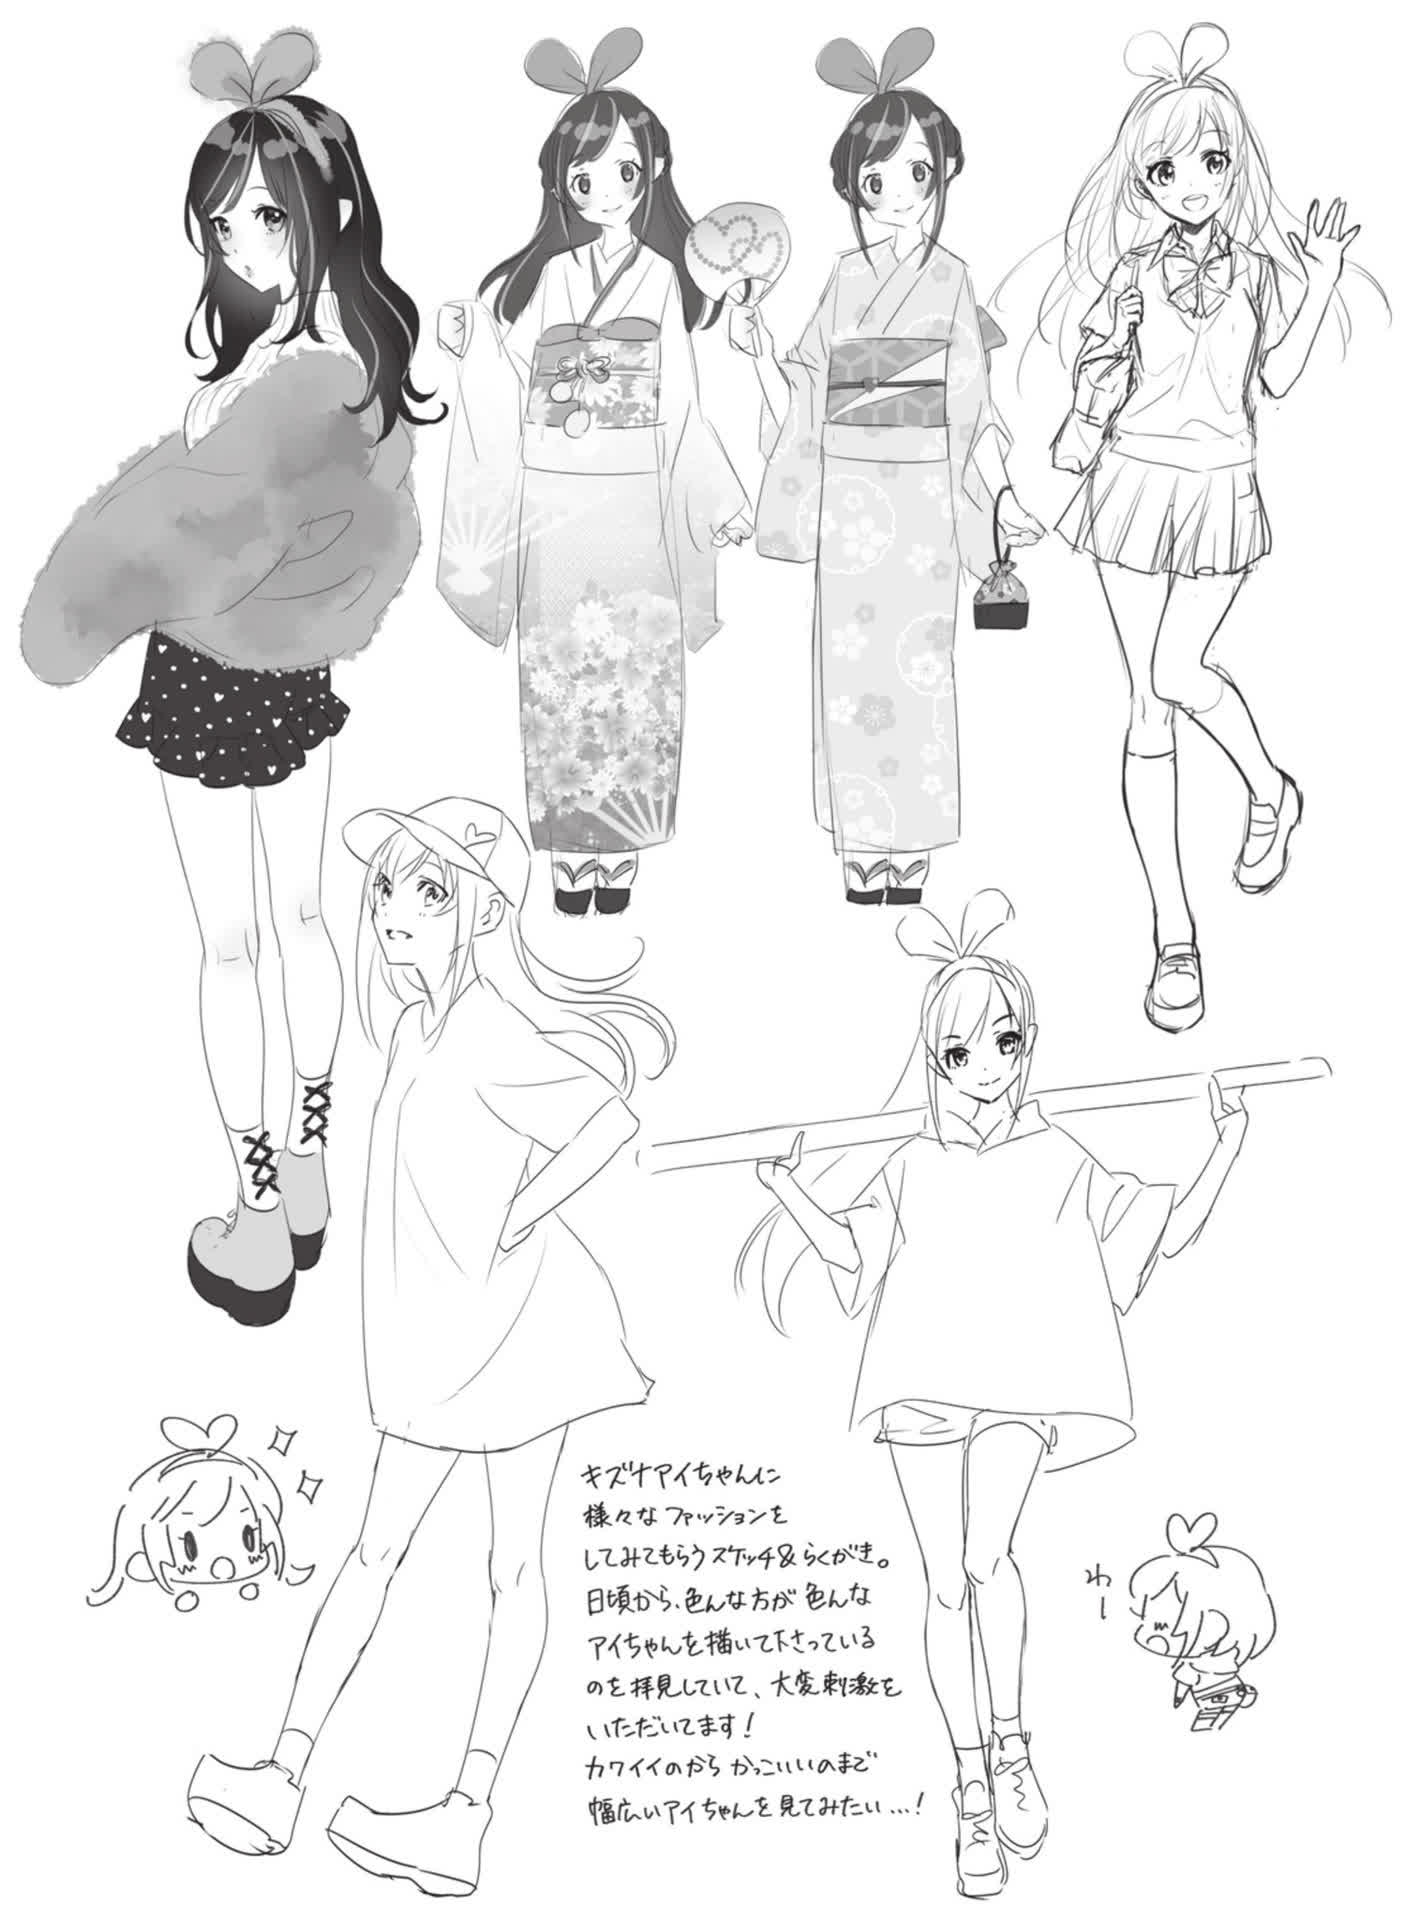 キズナアイちゃんに
様々なファッションを
してみてもらうスケッチ&らくがき。
日頃から、色んな方が色んな
アイちゃんを描いて下さっている
のを拝見していて、大変刺激を
いただいてます!
カワイイのからかっこいいのまで
幅広いアイちゃんを見てみたい…!
わー